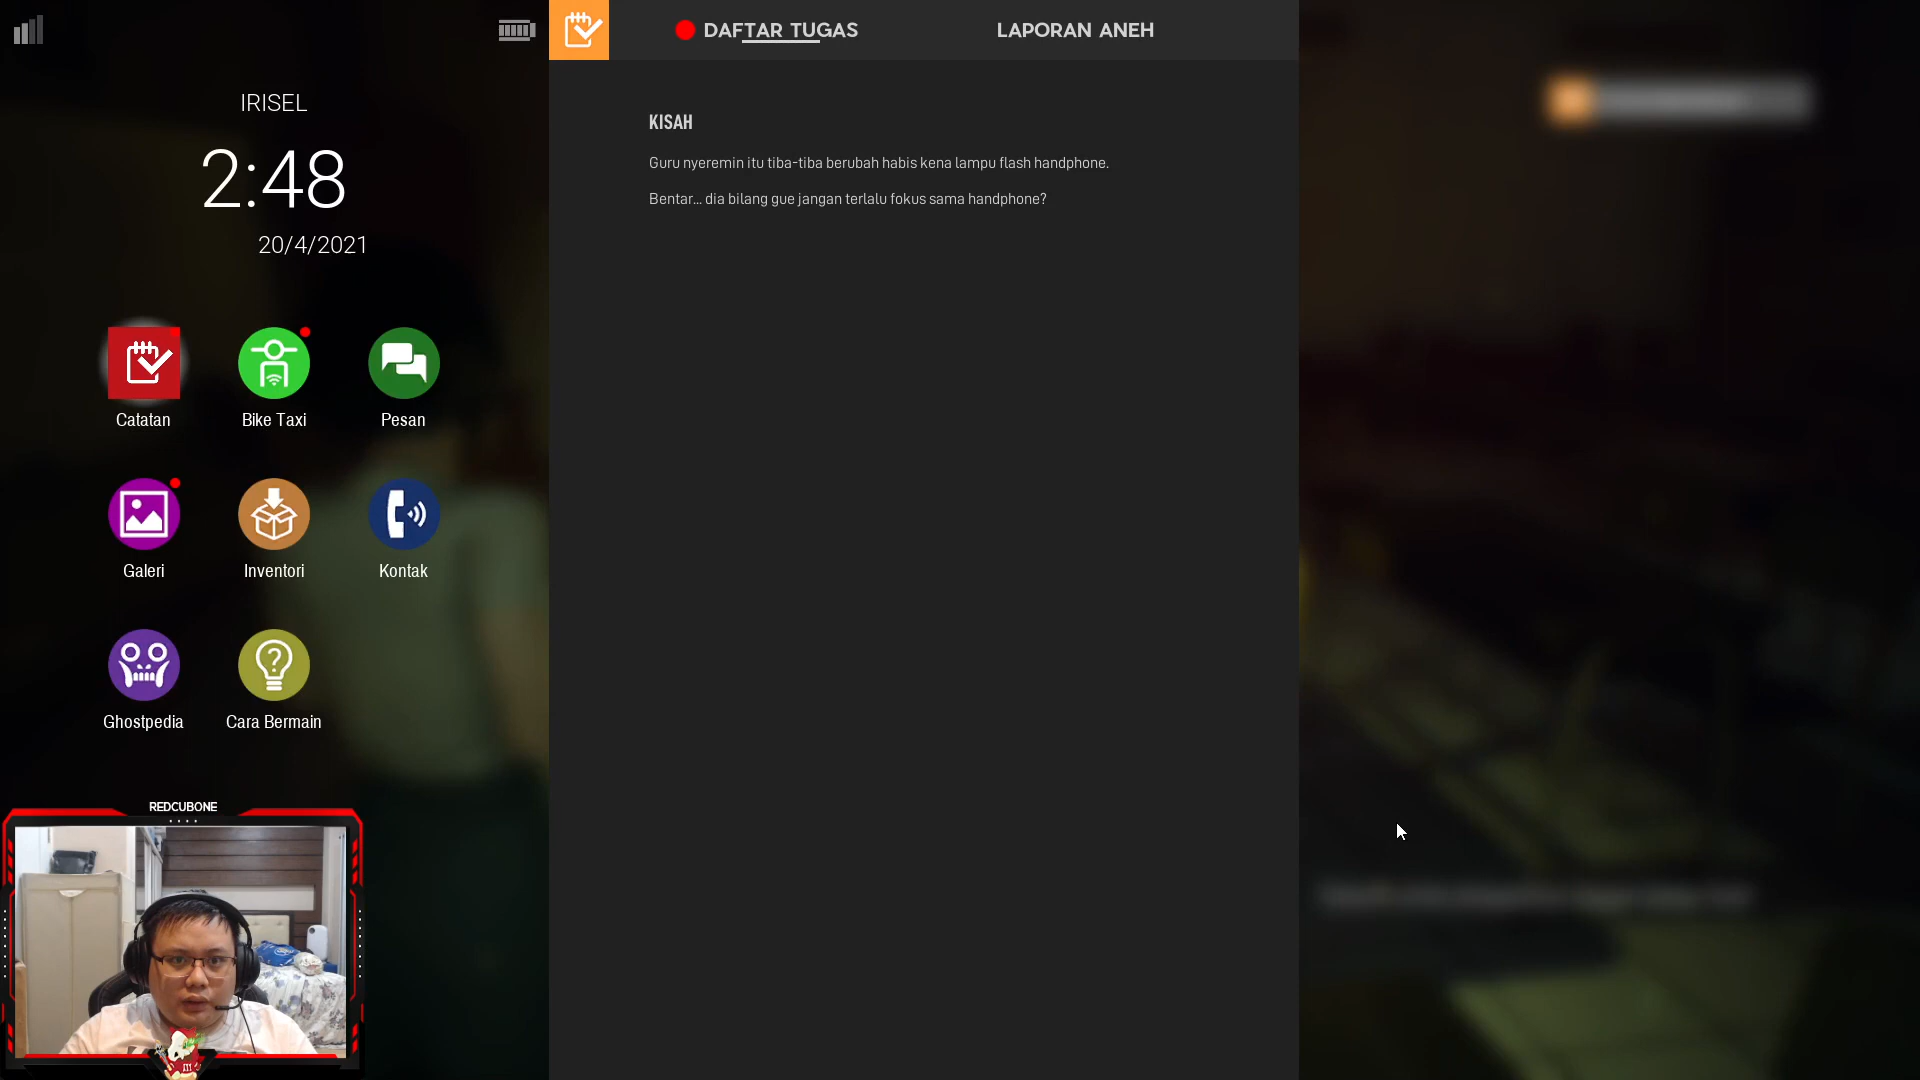 IRISEL
2:48
20/4/2021
Catatan
Bike Taxi
Pesan
Galeri
Inventori
Kontak
Ghostpedia
Cara Bermain
REDCUBONE
DAFTAR TUGAS
LAPORAN ANEH
KISAH
Guru nyeremin itu tiba-tiba berubah habis kena lampu flash handphone.
Bentar... dia bilang gue jangan terlalu fokus sama handphone?